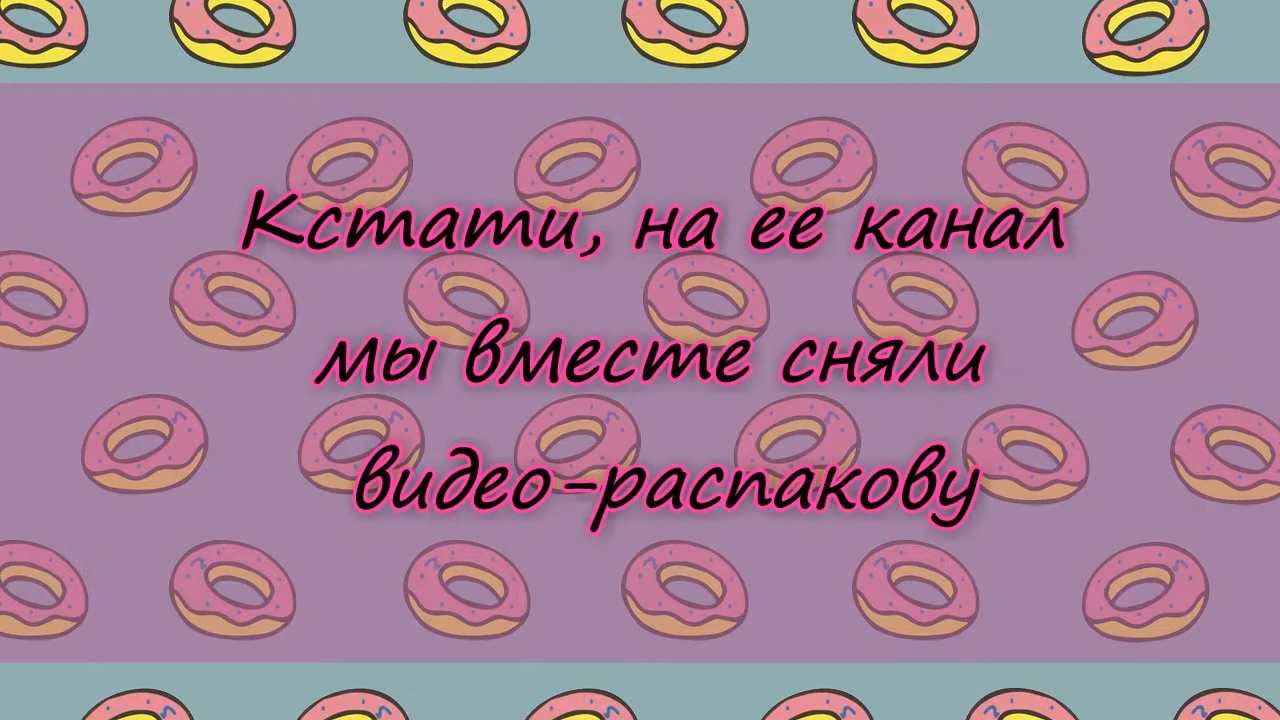 Кстати, на ее канал
мы вместе сняли
видео-распакову